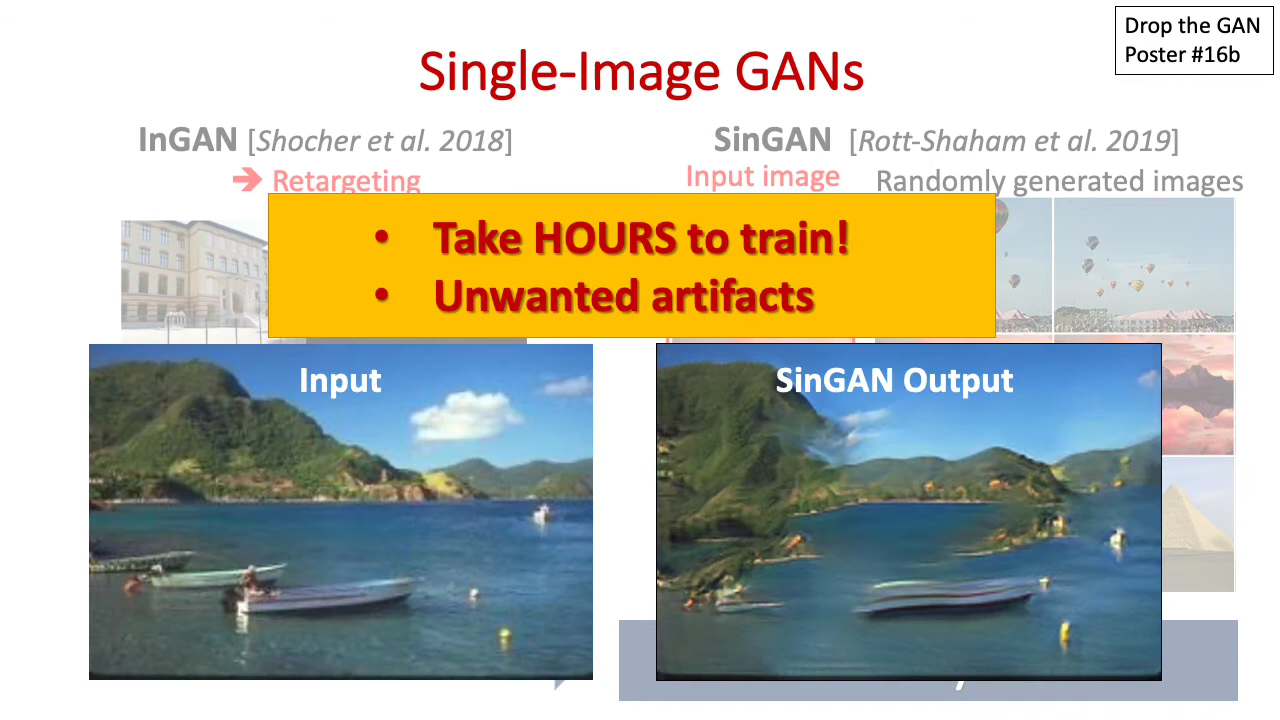 Drop the GAN
Poster #16b
Single-Image GANs
InGAN [Shocher et al. 2018]
SinGAN [Rott-Shaham et al. 2019]
➔ Retargeting
Input image
Randomly generated images
• Take HOURS to train!
• Unwanted artifacts
Input
SinGAN Output